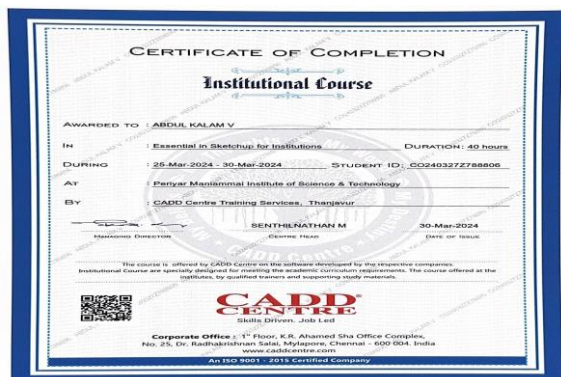 CERTIFICATE OF COMPLETION
Institutional Course
AWARDED TO : ABDUL KALAM V
IN : Essential in Sketchup for Institutions DURATION: 40 hours
DURING : 25-Mar-2024 - 30-Mar-2024 STUDENT ID: CO240327Z788806
AT : Periyar Maniammai Institute of Science & Technology
BY : CADD Centre Training Services, Thanjavur
SENTHILNATHAN M 30-Mar-2024
MANAGING DIRECTOR CENTRE HEAD DATE OF ISSUE
The course is offered by CADD Centre on the software developed by the respective companies.
Institutional Course are specially designed for meeting the academic curriculum requirements. The course offered at the
institutes, by qualified trainers and supporting study materials.
CADD®
CENTRE
Skills Driven. Job Led
Corporate Office : 1st Floor, K.R. Ahamed Sha Office Complex,
No. 25, Dr. Radhakrishnan Salai, Mylapore, Chennai - 600 004. India
www.caddcentre.com
An ISO 9001 - 2015 Certified Company